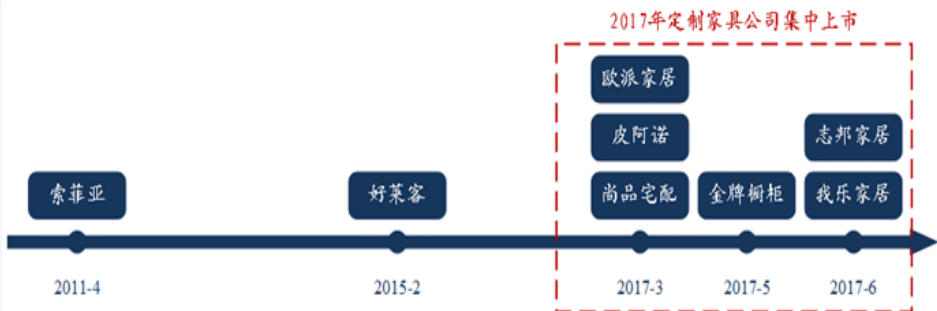 2017年定制家具公司集中上市
欧派家居
皮阿诺
志邦家居
索菲亚
好莱客
尚品宅配
金牌橱柜
我乐家居
2011-4
2015-2
2017-3
2017-5
2017-6